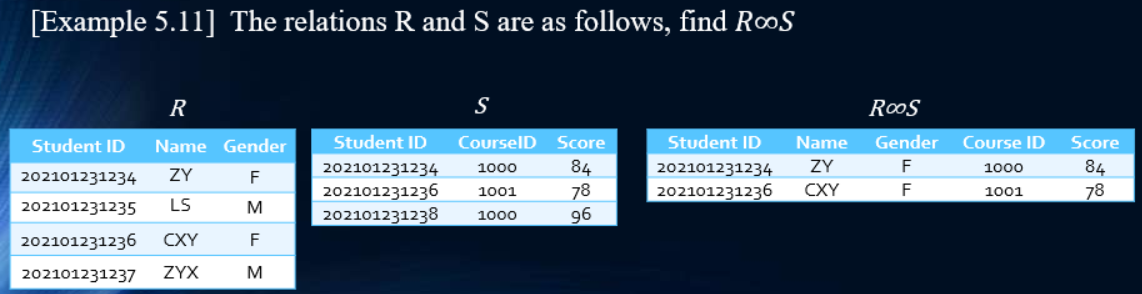 [Example 5.11] The relations R and S are as follows, find R∞S
R
Student ID Name Gender
202101231234 ZY F
202101231235 LS M
202101231236 CXY F
202101231237 ZYX M
S
Student ID CourseID Score
202101231234 1000 84
202101231236 1001 78
202101231238 1000 96
R∞S
Student ID Name Gender Course ID Score
202101231234 ZY F 1000 84
202101231236 CXY F 1001 78